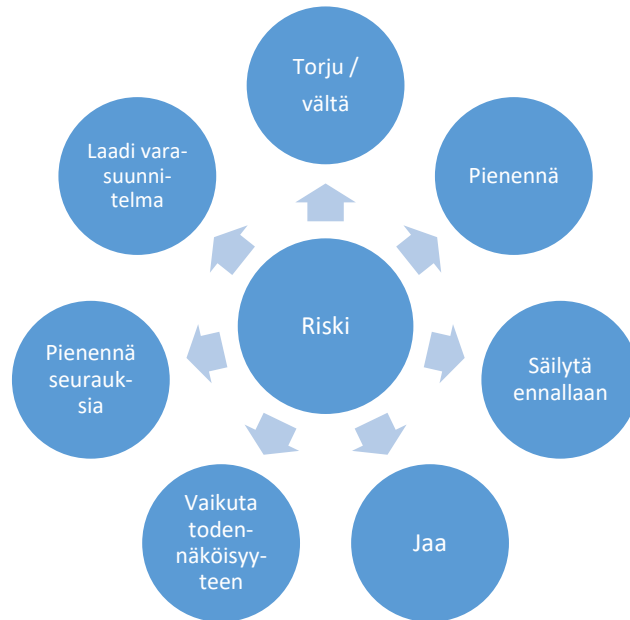 Torju /
vältä
Pienennä
Säilytä
ennallaan
Jaa
Vaikuta
toden-
näköisyy-
teen
Pienennä
seurauk-
sia
Laadi vara-
suunni-
telma
Riski